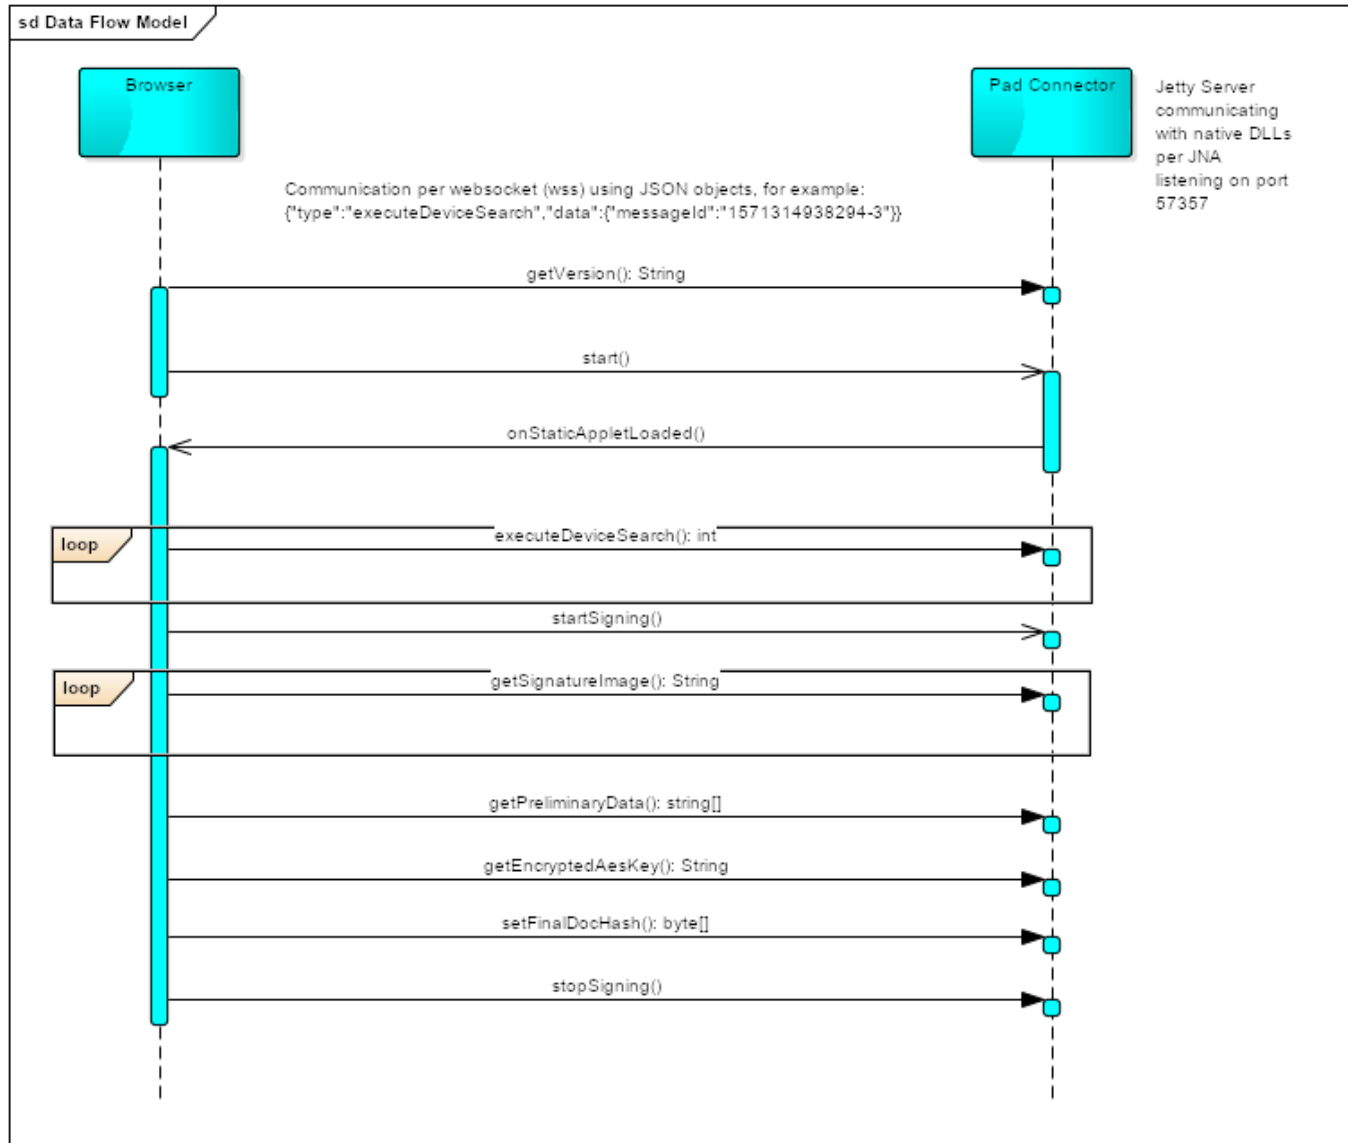 sd Data Flow Model
Browser
Pad Connector
Jetty Server
communicating
with native DLLs
per JNA
listening on port
57357
Communication per websocket (wss) using JSON objects, for example:
{"type":"executeDeviceSearch","data":{"messageId":"1571314938294-3"}}
getVersion(): String
start()
onStaticAppletLoaded()
loop
executeDeviceSearch(): int
startSigning()
loop
getSignatureImage(): String
getPreliminaryData(): string[]
getEncryptedAesKey(): String
setFinalDocHash(): byte[]
stopSigning()